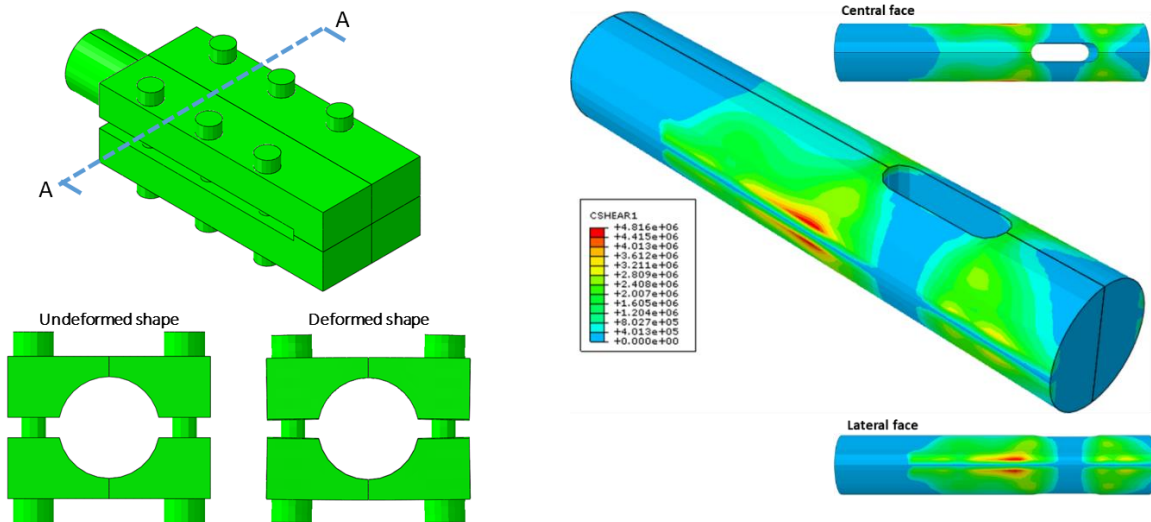 A
A
Undeformed shape
Deformed shape
Central face
CSHEAR1
+4.816e+06
+4.415e+06
+4.013e+06
+3.612e+06
+3.211e+06
+2.809e+06
+2.408e+06
+2.007e+06
+1.605e+06
+1.204e+06
+8.027e+05
+4.013e+05
+0.000e+00
Lateral face